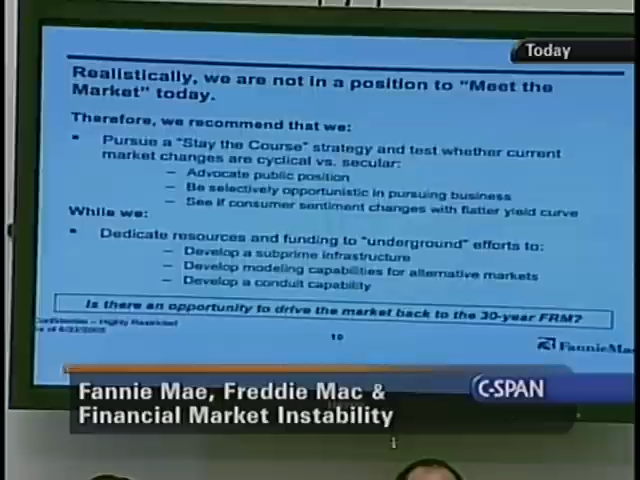 Today
Realistically, we are not in a position to "Meet the
Market" today.
Therefore, we recommend that we:
Pursue a "Stay the Course" strategy and test whether current
market changes are cyclical vs. secular:
– Advocate public position
– Be selectively opportunistic in pursuing business
– See if consumer sentiment changes with flatter yield curve
While we:
Dedicate resources and funding to "underground" efforts to:
– Develop a subprime infrastructure
– Develop modeling capabilities for alternative markets
– Develop a conduit capability
Is there an opportunity to drive the market back to the 30-year FRM?
Confidential – Highly Restricted
10
FannieMae
Fannie Mae, Freddie Mac &
Financial Market Instability
C-SPAN